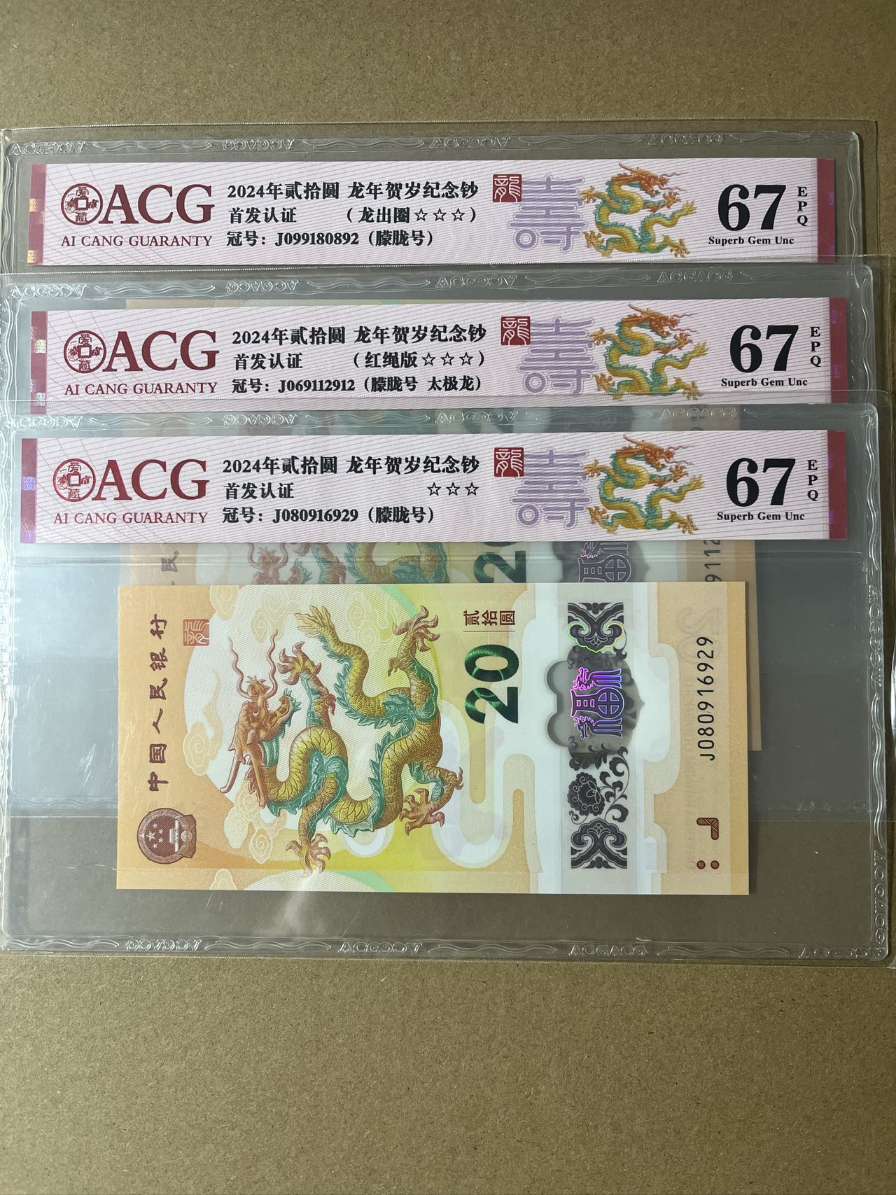 ACG
AI CANG GUARANTY
2024年贰拾圆 龙年贺岁纪念钞
首发认证 (龙出圈☆☆☆)
冠号: J099180892 (朦胧号)
龍
壽
67
EPQ
Superb Gem Unc
ACG
AI CANG GUARANTY
2024年贰拾圆 龙年贺岁纪念钞
首发认证 (红绳版☆☆☆)
冠号: J069112912 (朦胧号 太极龙)
龍
壽
67
EPQ
Superb Gem Unc
ACG
AI CANG GUARANTY
2024年贰拾圆 龙年贺岁纪念钞
首发认证 ☆☆☆
冠号: J080916929 (朦胧号)
龍
壽
67
EPQ
Superb Gem Unc
中国人民银行
贰拾圆
20
福
J080916929